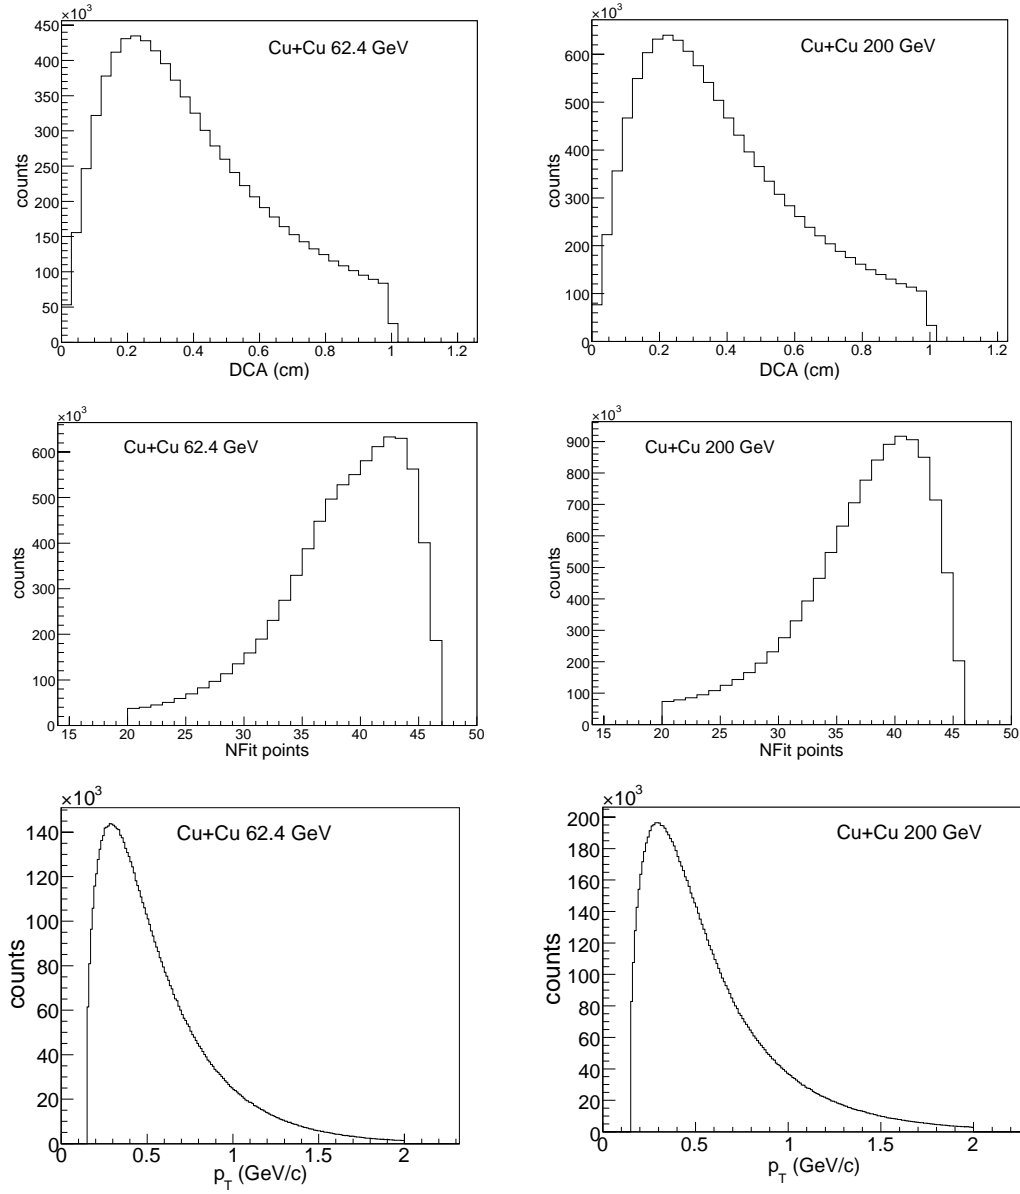 ×10³
Cu+Cu 62.4 GeV
counts
450
400
350
300
250
200
150
100
50
0
0 0.2 0.4 0.6 0.8 1 1.2
DCA (cm)
×10³
Cu+Cu 200 GeV
counts
600
500
400
300
200
100
0
0 0.2 0.4 0.6 0.8 1 1.2
DCA (cm)
×10³
Cu+Cu 62.4 GeV
counts
600
500
400
300
200
100
0
15 20 25 30 35 40 45 50
NFit points
×10³
Cu+Cu 200 GeV
counts
900
800
700
600
500
400
300
200
100
0
15 20 25 30 35 40 45 50
NFit points
×10³
Cu+Cu 62.4 GeV
counts
140
120
100
80
60
40
20
0
0 0.5 1 1.5 2
p_T (GeV/c)
×10³
Cu+Cu 200 GeV
counts
200
180
160
140
120
100
80
60
40
20
0
0 0.5 1 1.5 2
p_T (GeV/c)